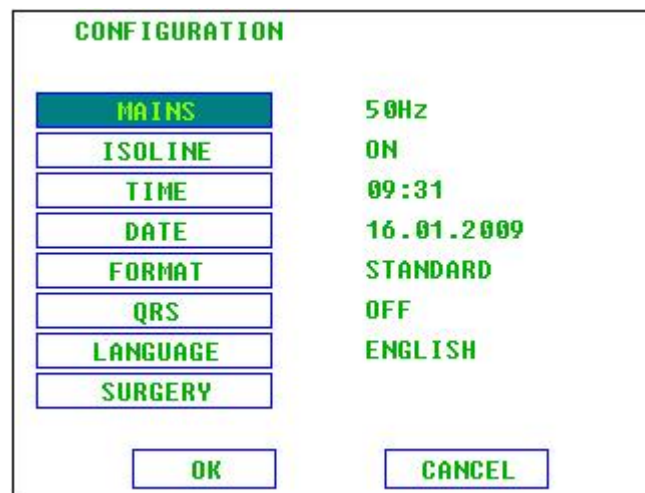 CONFIGURATION
MAINS 50Hz
ISOLINE ON
TIME 09:31
DATE 16.01.2009
FORMAT STANDARD
QRS OFF
LANGUAGE ENGLISH
SURGERY
OK CANCEL